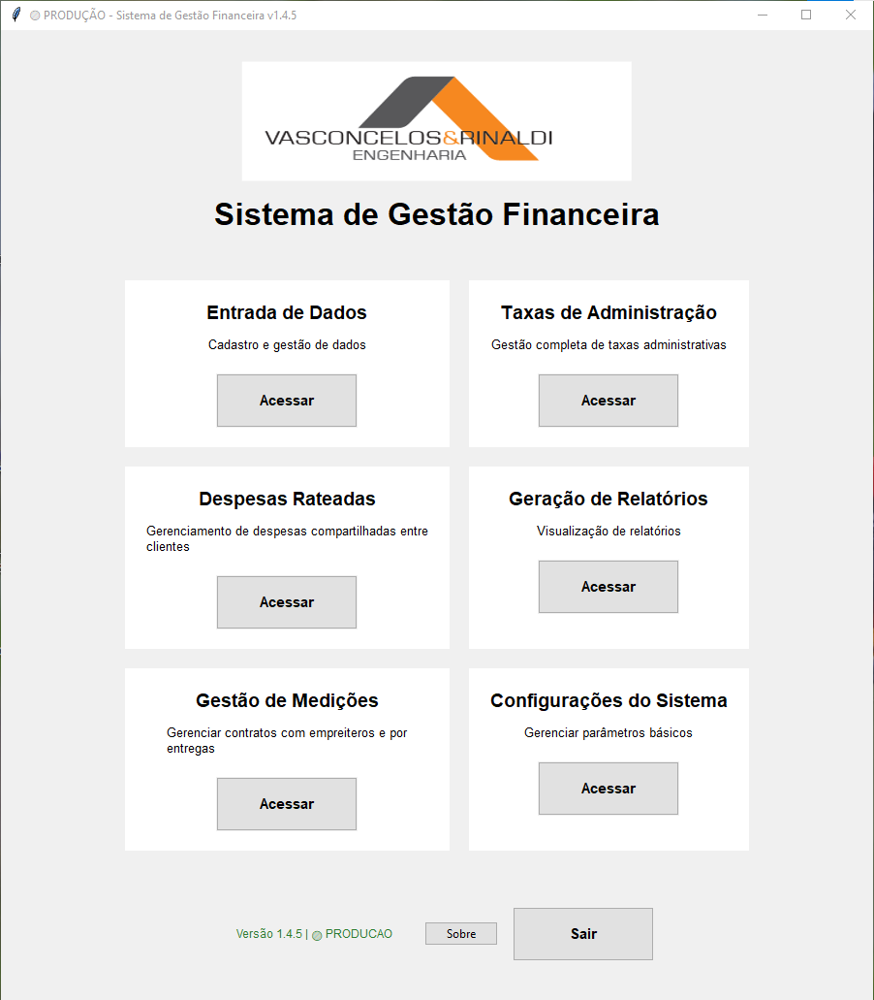 PRODUÇÃO - Sistema de Gestão Financeira v1.4.5
VASCONCELOS&RINALDI
ENGENHARIA
Sistema de Gestão Financeira
Entrada de Dados
Cadastro e gestão de dados
Acessar
Taxas de Administração
Gestão completa de taxas administrativas
Acessar
Despesas Rateadas
Gerenciamento de despesas compartilhadas entre
clientes
Acessar
Geração de Relatórios
Visualização de relatórios
Acessar
Gestão de Medições
Gerenciar contratos com empreiteros e por
entregas
Acessar
Configurações do Sistema
Gerenciar parâmetros básicos
Acessar
Versão 1.4.5 | PRODUCAO
Sobre
Sair